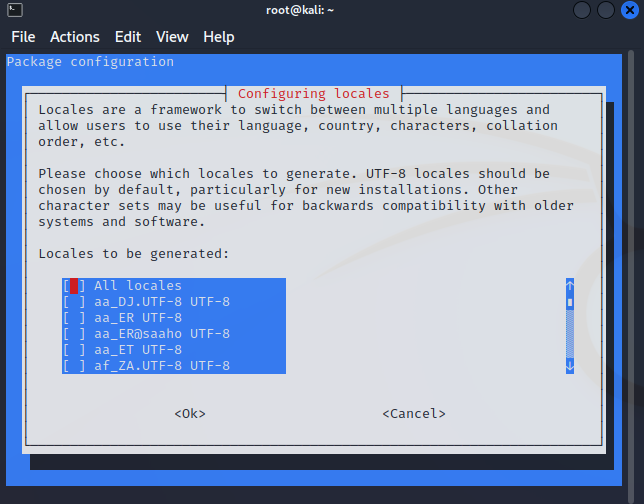 root@kali: ~
File Actions Edit View Help
Package configuration
Configuring locales
Locales are a framework to switch between multiple languages and
allow users to use their language, country, characters, collation
order, etc.
Please choose which locales to generate. UTF-8 locales should be
chosen by default, particularly for new installations. Other
character sets may be useful for backwards compatibility with older
systems and software.
Locales to be generated:
[ ] All locales
[ ] aa_DJ.UTF-8 UTF-8
[ ] aa_ER UTF-8
[ ] aa_ER@saaho UTF-8
[ ] aa_ET UTF-8
[ ] af_ZA.UTF-8 UTF-8
<Ok> <Cancel>